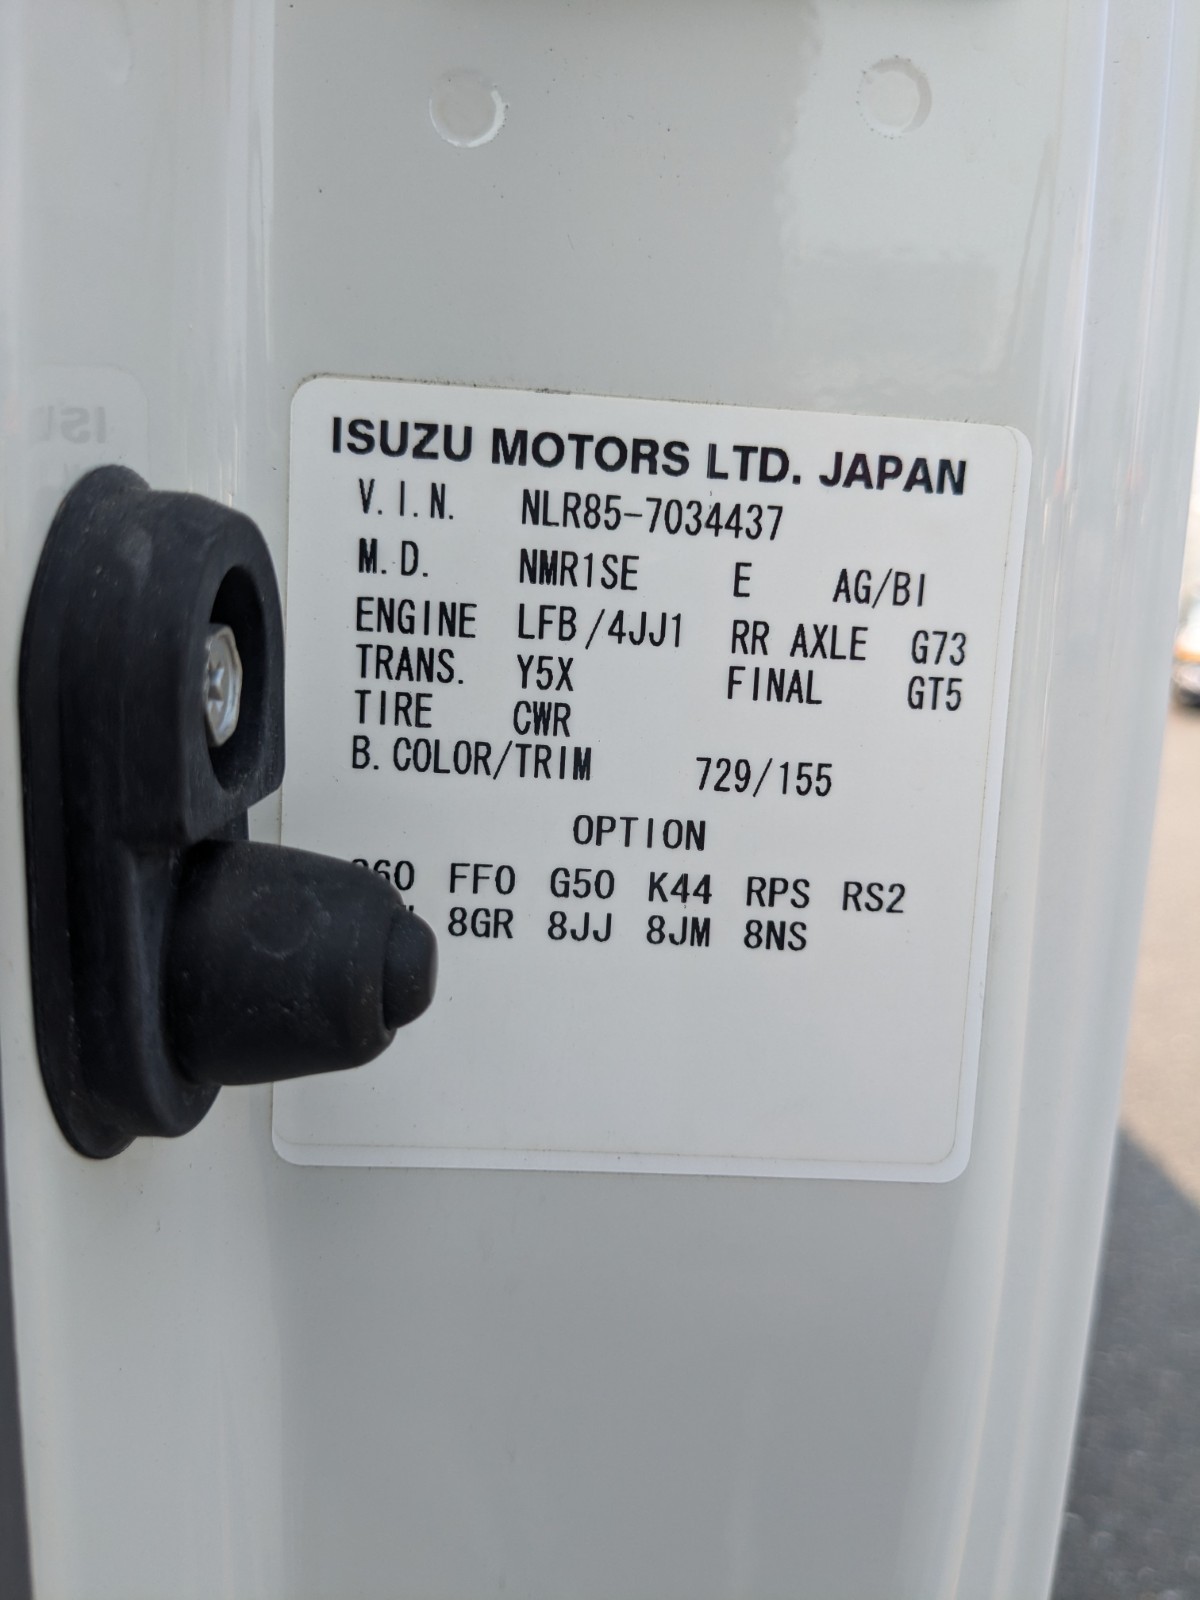 ISUZU MOTORS LTD. JAPAN
V.I.N. NLR85-7034437
M.D. NMR1SE E AG/BI
ENGINE LFB/4JJ1 RR AXLE G73
TRANS. Y5X FINAL GT5
TIRE CWR
B.COLOR/TRIM 729/155
OPTION
FF0 G50 K44 RPS RS2
8GR 8JJ 8JM 8NS